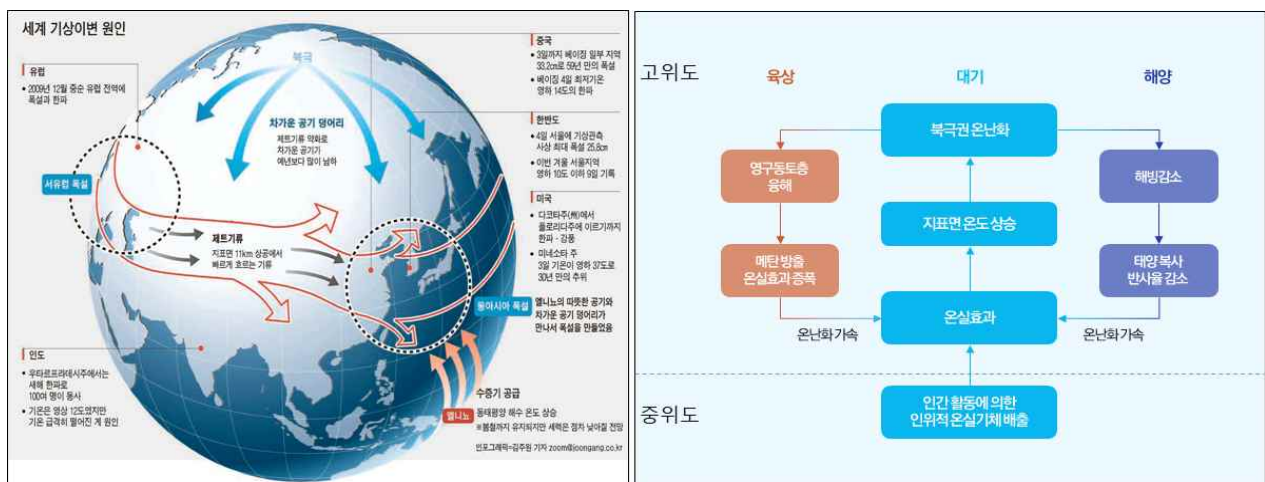 세계 기상이변 원인
북극
유럽
• 2009년 12월 중순 유럽 전역에
폭설과 한파
서유럽 폭설
차가운 공기 덩어리
제트기류 약화로
차가운 공기가
예년보다 많이 남하
제트기류
지표면 11km 상공에서
빠르게 흐르는 기류
중국
• 3일까지 베이징 일부 지역
33.2cm로 59년 만의 폭설
• 베이징 4일 최저기온
영하 14도의 한파
한반도
• 4일 서울에 기상관측
사상 최대 폭설 25.8cm
• 이번 겨울 서울지역
영하 10도 이하 9일 기록
미국
• 다코타주(州)에서
플로리다주에 이르기까지
한파 - 강풍
• 미네소타 주
3일 기온이 영하 37도로
30년 만의 추위
동아시아 폭설
엘니뇨의 따뜻한 공기와
차가운 공기 덩어리가
만나서 폭설을 만들었음
인도
• 우타르프라데시주에서는
새해 한파로
100여 명이 동사
• 기온은 영상 12도였지만
기온 급격히 떨어진 게 원인
수증기 공급
엘니뇨
동태평양 해수 온도 상승
※봄철까지 유지되지만 세력은 점차 낮아질 전망
인포그래픽=김주원 기자 zoom@joongang.co.kr
고위도
육상
대기
해양
북극권 온난화
영구동토층
융해
해빙감소
지표면 온도 상승
메탄 방출
온실효과 증폭
태양 복사
반사율 감소
온실효과
온난화 가속
온난화 가속
중위도
인간 활동에 의한
인위적 온실기체 배출